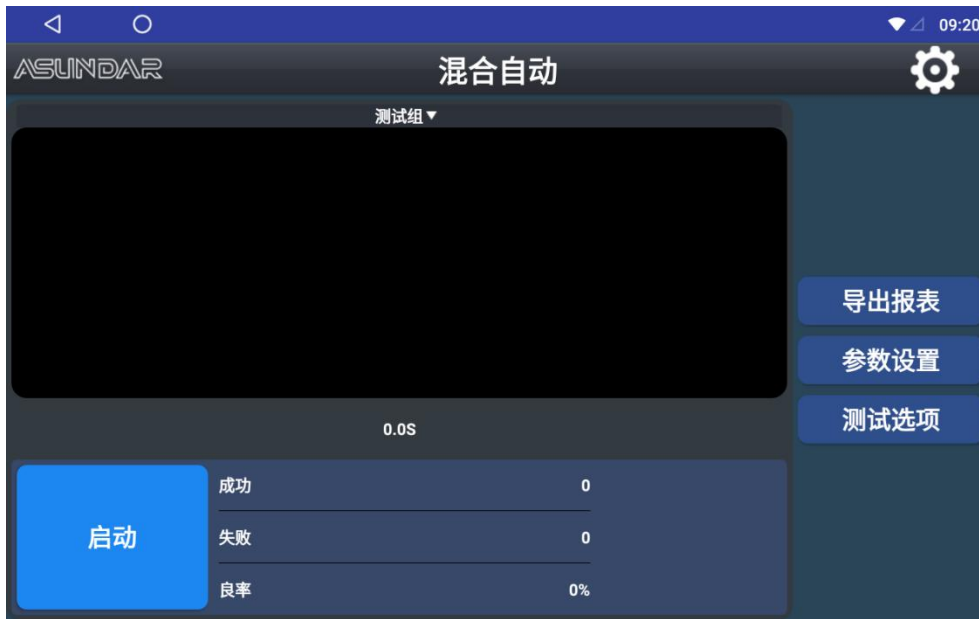 09:20
ASUNDAR
混合自动
测试组▼
导出报表
参数设置
测试选项
0.0S
启动
成功 0
失败 0
良率 0%